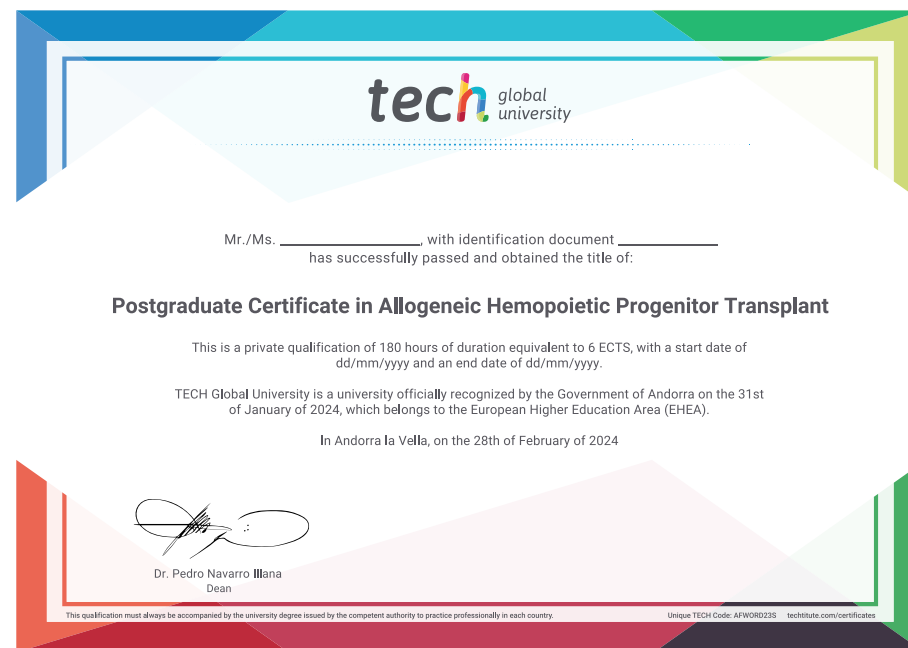 tech global university
Mr./Ms. ____________, with identification document ____________
has successfully passed and obtained the title of:
Postgraduate Certificate in Allogeneic Hemopoietic Progenitor Transplant
This is a private qualification of 180 hours of duration equivalent to 6 ECTS, with a start date of
dd/mm/yyyy and an end date of dd/mm/yyyy.
TECH Global University is a university officially recognized by the Government of Andorra on the 31st
of January of 2024, which belongs to the European Higher Education Area (EHEA).
In Andorra la Vella, on the 28th of February of 2024
Dr. Pedro Navarro Illana
Dean
This qualification must always be accompanied by the university degree issued by the competent authority to practice professionally in each country.
Unique TECH Code: AFWORD23S techtitute.com/certificates